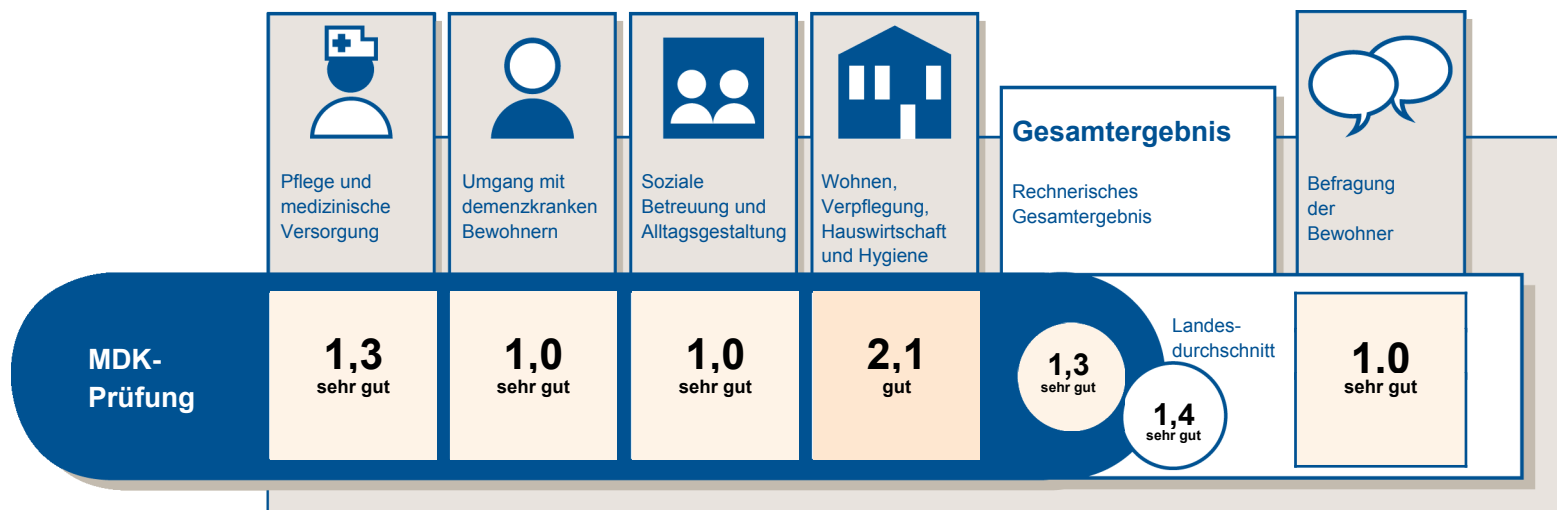 Pflege und
medizinische
Versorgung
Umgang mit
demenzkranken
Bewohnern
Soziale
Betreuung und
Alltagsgestaltung
Wohnen,
Verpflegung,
Hauswirtschaft
und Hygiene
Gesamtergebnis
Rechnerisches
Gesamtergebnis
Befragung
der
Bewohner
MDK-
Prüfung
1,3
sehr gut
1,0
sehr gut
1,0
sehr gut
2,1
gut
1,3
sehr gut
Landes-
durchschnitt
1,4
sehr gut
1.0
sehr gut